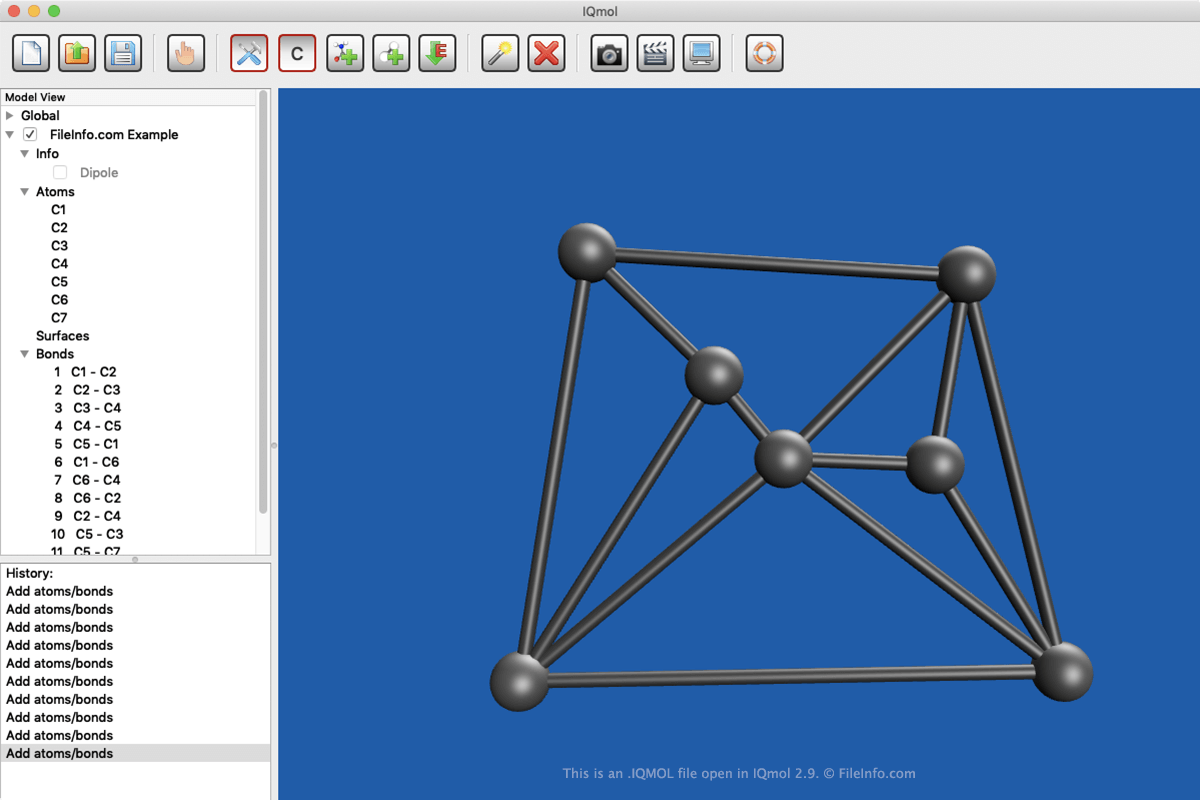 IQmol
C
E
Model View
Global
FileInfo.com Example
Info
Dipole
Atoms
C1
C2
C3
C4
C5
C6
C7
Surfaces
Bonds
1 C1 - C2
2 C2 - C3
3 C3 - C4
4 C4 - C5
5 C5 - C1
6 C1 - C6
7 C6 - C4
8 C6 - C2
9 C2 - C4
10 C5 - C3
11 C5 - C7
History:
Add atoms/bonds
Add atoms/bonds
Add atoms/bonds
Add atoms/bonds
Add atoms/bonds
Add atoms/bonds
Add atoms/bonds
Add atoms/bonds
Add atoms/bonds
Add atoms/bonds
This is an .IQMOL file open in IQmol 2.9. © FileInfo.com